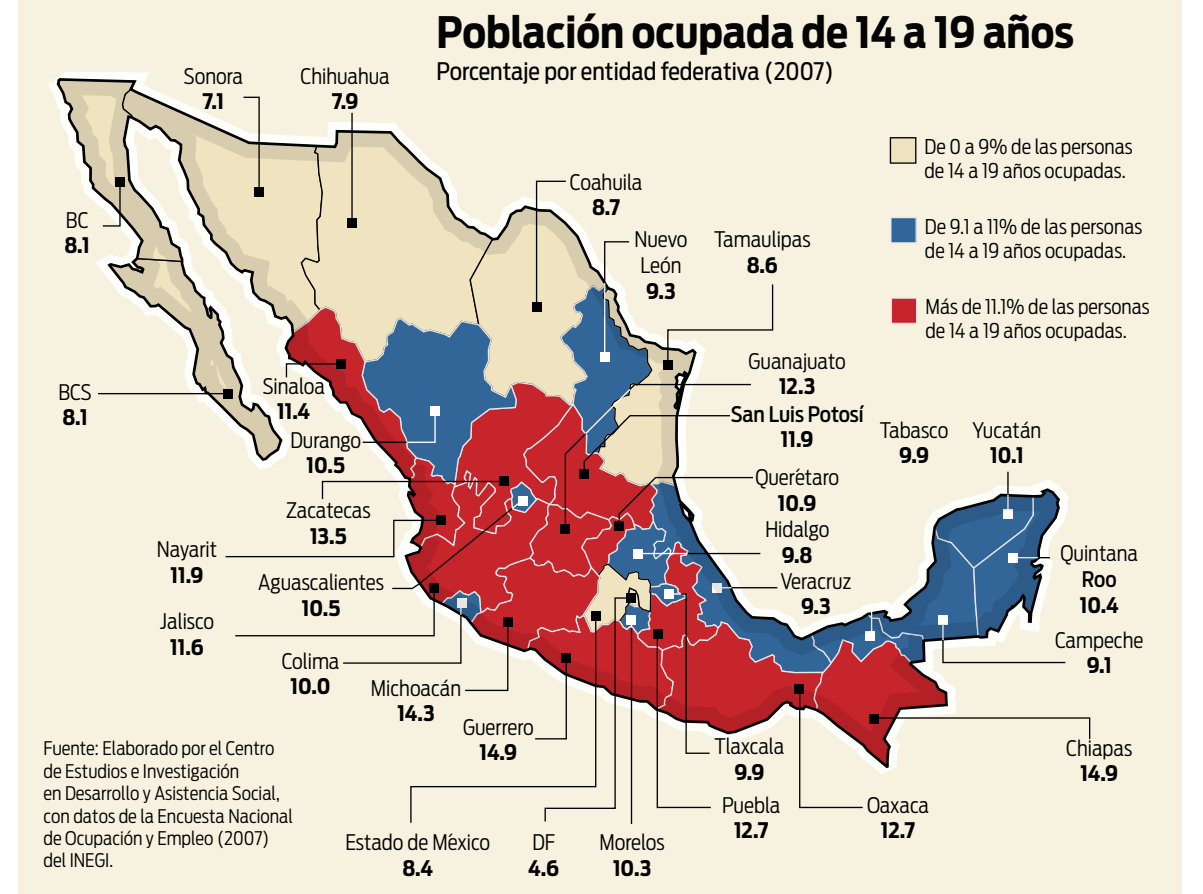 Población ocupada de 14 a 19 años
Porcentaje por entidad federativa (2007)
Sonora
7.1
Chihuahua
7.9
De 0 a 9% de las personas
de 14 a 19 años ocupadas.
De 9.1 a 11% de las personas
de 14 a 19 años ocupadas.
Más de 11.1% de las personas
de 14 a 19 años ocupadas.
Coahuila
8.7
BC
8.1
Nuevo
León
9.3
Tamaulipas
8.6
Guanajuato
12.3
BCS
8.1
Sinaloa
11.4
San Luis Potosí
11.9
Durango
10.5
Tabasco
9.9
Yucatán
10.1
Querétaro
10.9
Zacatecas
13.5
Hidalgo
9.8
Nayarit
11.9
Quintana
Roo
10.4
Aguascalientes
10.5
Veracruz
9.3
Jalisco
11.6
Campeche
9.1
Colima
10.0
Michoacán
14.3
Guerrero
14.9
Tlaxcala
9.9
Chiapas
14.9
Puebla
12.7
Oaxaca
12.7
Estado de México
8.4
DF
4.6
Morelos
10.3
Fuente: Elaborado por el Centro
de Estudios e Investigación
en Desarrollo y Asistencia Social,
con datos de la Encuesta Nacional
de Ocupación y Empleo (2007)
del INEGI.